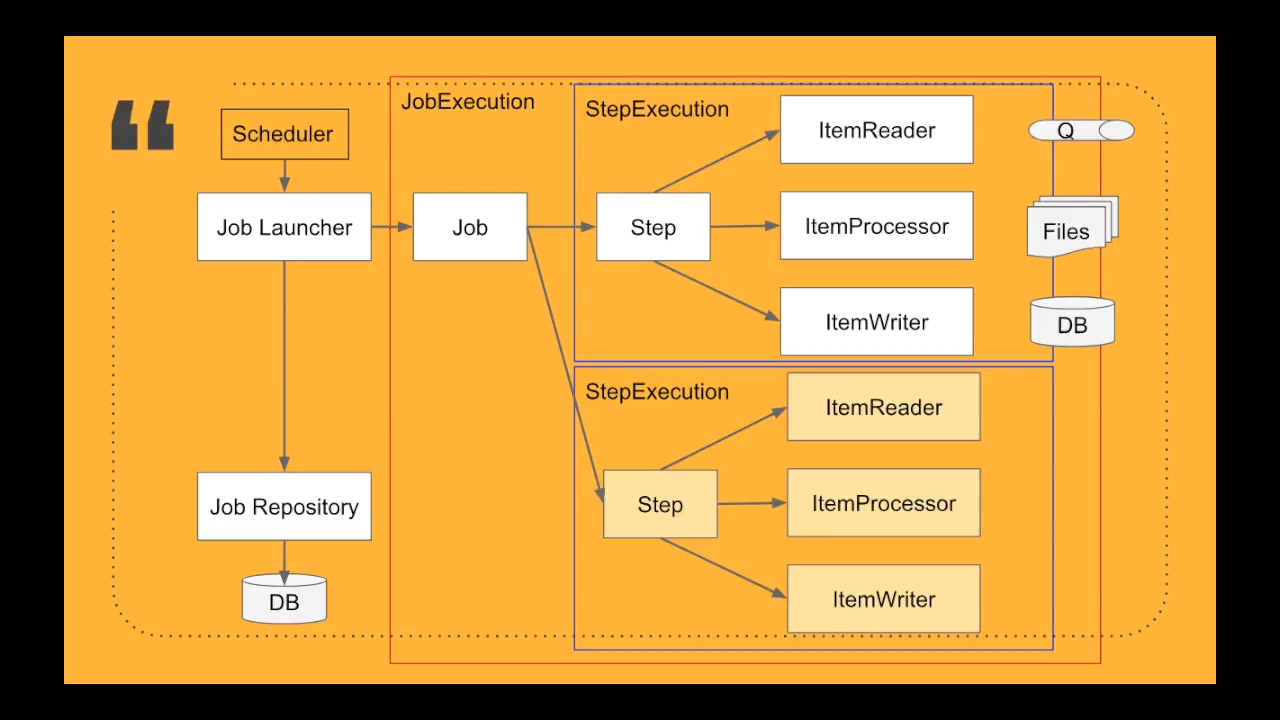 “
Scheduler
Job Launcher
Job Repository
DB
JobExecution
Job
StepExecution
Step
ItemReader
ItemProcessor
ItemWriter
Q
Files
DB
StepExecution
Step
ItemReader
ItemProcessor
ItemWriter